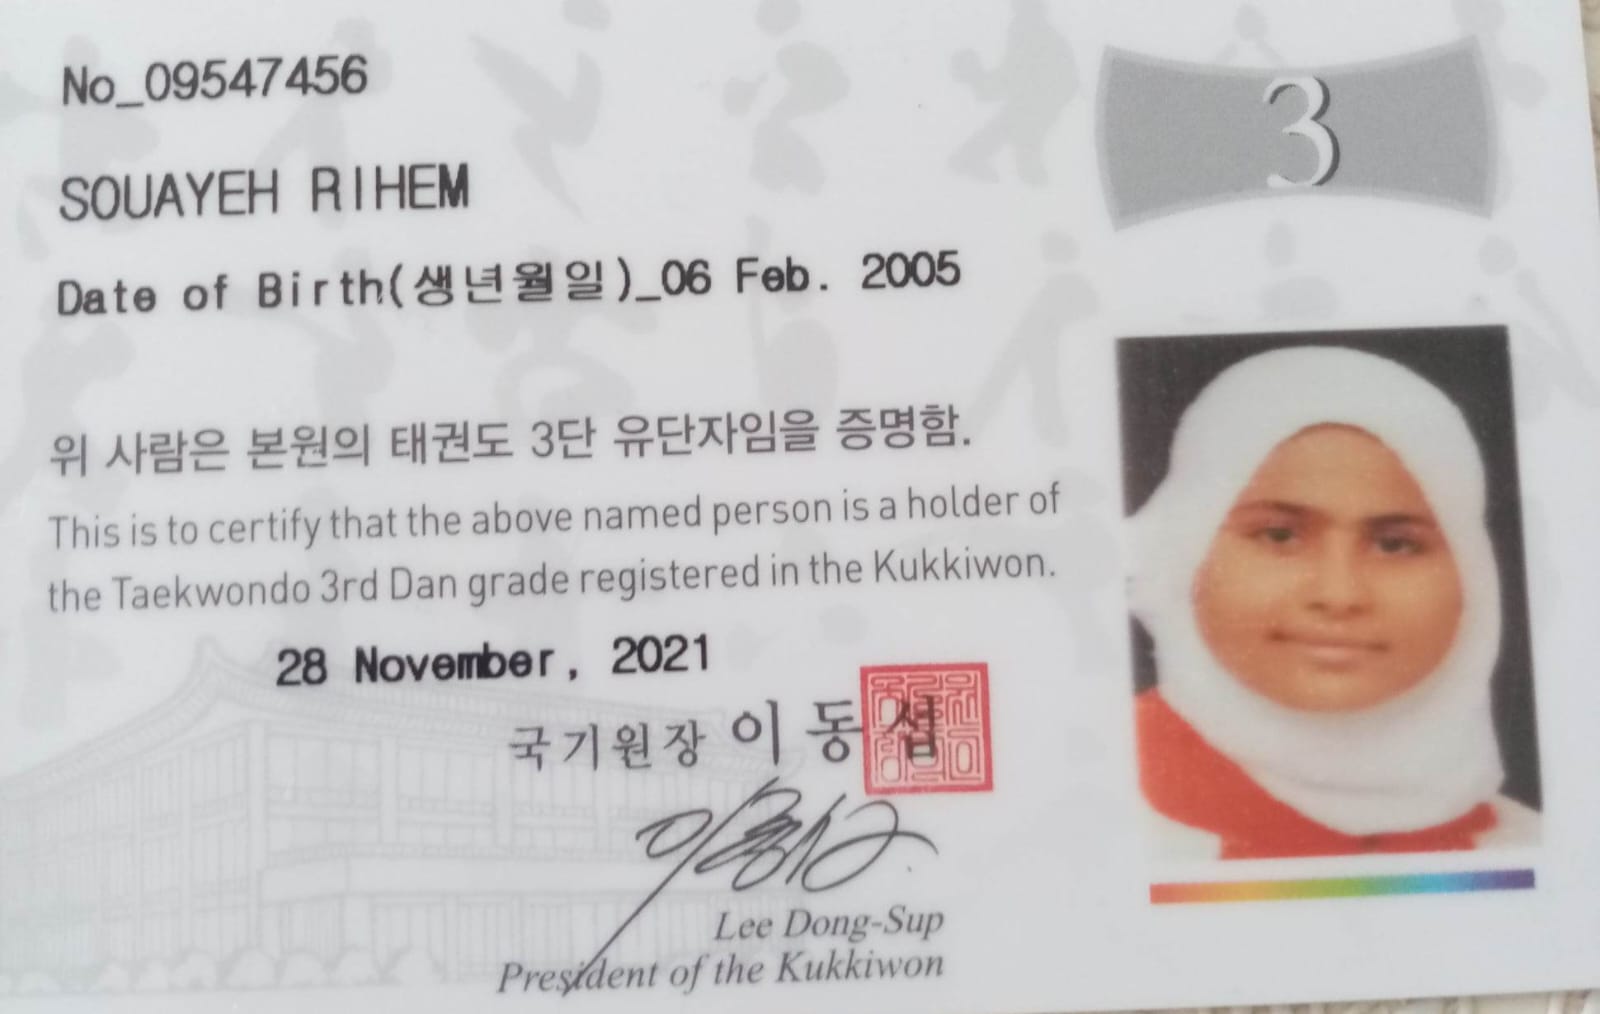 No_09547456
3
SOUAYEH RIHEM
Date of Birth(생년월일)_06 Feb. 2005
위 사람은 본원의 태권도 3단 유단자임을 증명함.
This is to certify that the above named person is a holder of
the Taekwondo 3rd Dan grade registered in the Kukkiwon.
28 November, 2021
국기원장 이동섭
Lee Dong-Sup
President of the Kukkiwon